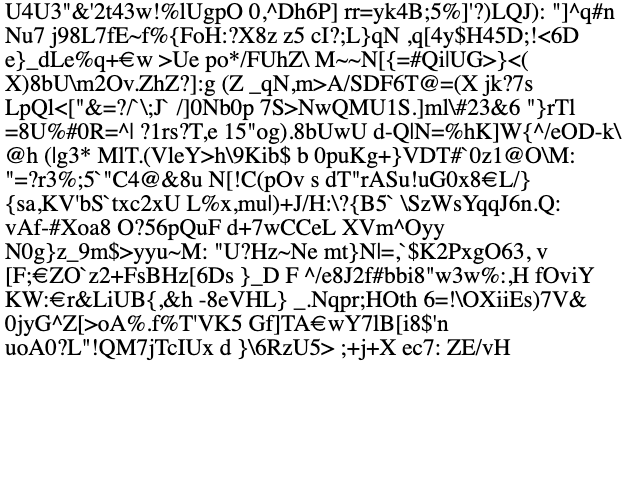 U4U3"&'2t43w!%lUgpO 0,^Dh6P] rr=yk4B;5%]'?)LQJ): "]^q#n
Nu7 j98L7fE~f%{FoH:?X8z z5 cI?;L}qN ,q[4y$H45D;!<6D
e}_dLe%q+€w >Ue po*/FUhZ\ M~~N[{=#Qi|UG>}<(
X)8bU\m2Ov.ZhZ?]:g (Z _qN,m>A/SDF6T@=(X jk?7s
LpQl<["&=?/`\;J` /]0Nb0p 7S>NwQMU1S.]ml\#23&6 "}rTl
=8U%#0R=^| ?1rs?T,e 15"og).8bUwU d-Q|N=%hK]W{^/eOD-k\
@h (|g3* MlT.(VleY>h\9Kib$ b 0puKg+}VDT#`0z1@O\M:
"=?r3%;5`"C4@&8u N[!C(pOv s dT"rASu!uG0x8€L/}
{sa,KV'bS`txc2xU L%x,mu|)+J/H:\?{B5` \SzWsYqqJ6n.Q:
vAf-#Xoa8 O?56pQuF d+7wCCeL XVm^Oyy
N0g}z_9m$>yyu~M: "U?Hz~Ne mt}N|=,`$K2PxgO63, v
[F;€ZO`z2+FsBHz[6Ds }_D F ^/e8J2f#bbi8"w3w%:,H fOviY
KW:€r&LiUB{,&h -8eVHL} _.Nqpr;HOth 6=!\OXiiEs)7V&
0jyG^Z[>oA%.f%T'VK5 Gf]TA€wY7lB[i8$'n
uoA0?L"!QM7jTcIUx d }\6RzU5> ;+j+X ec7: ZE/vH